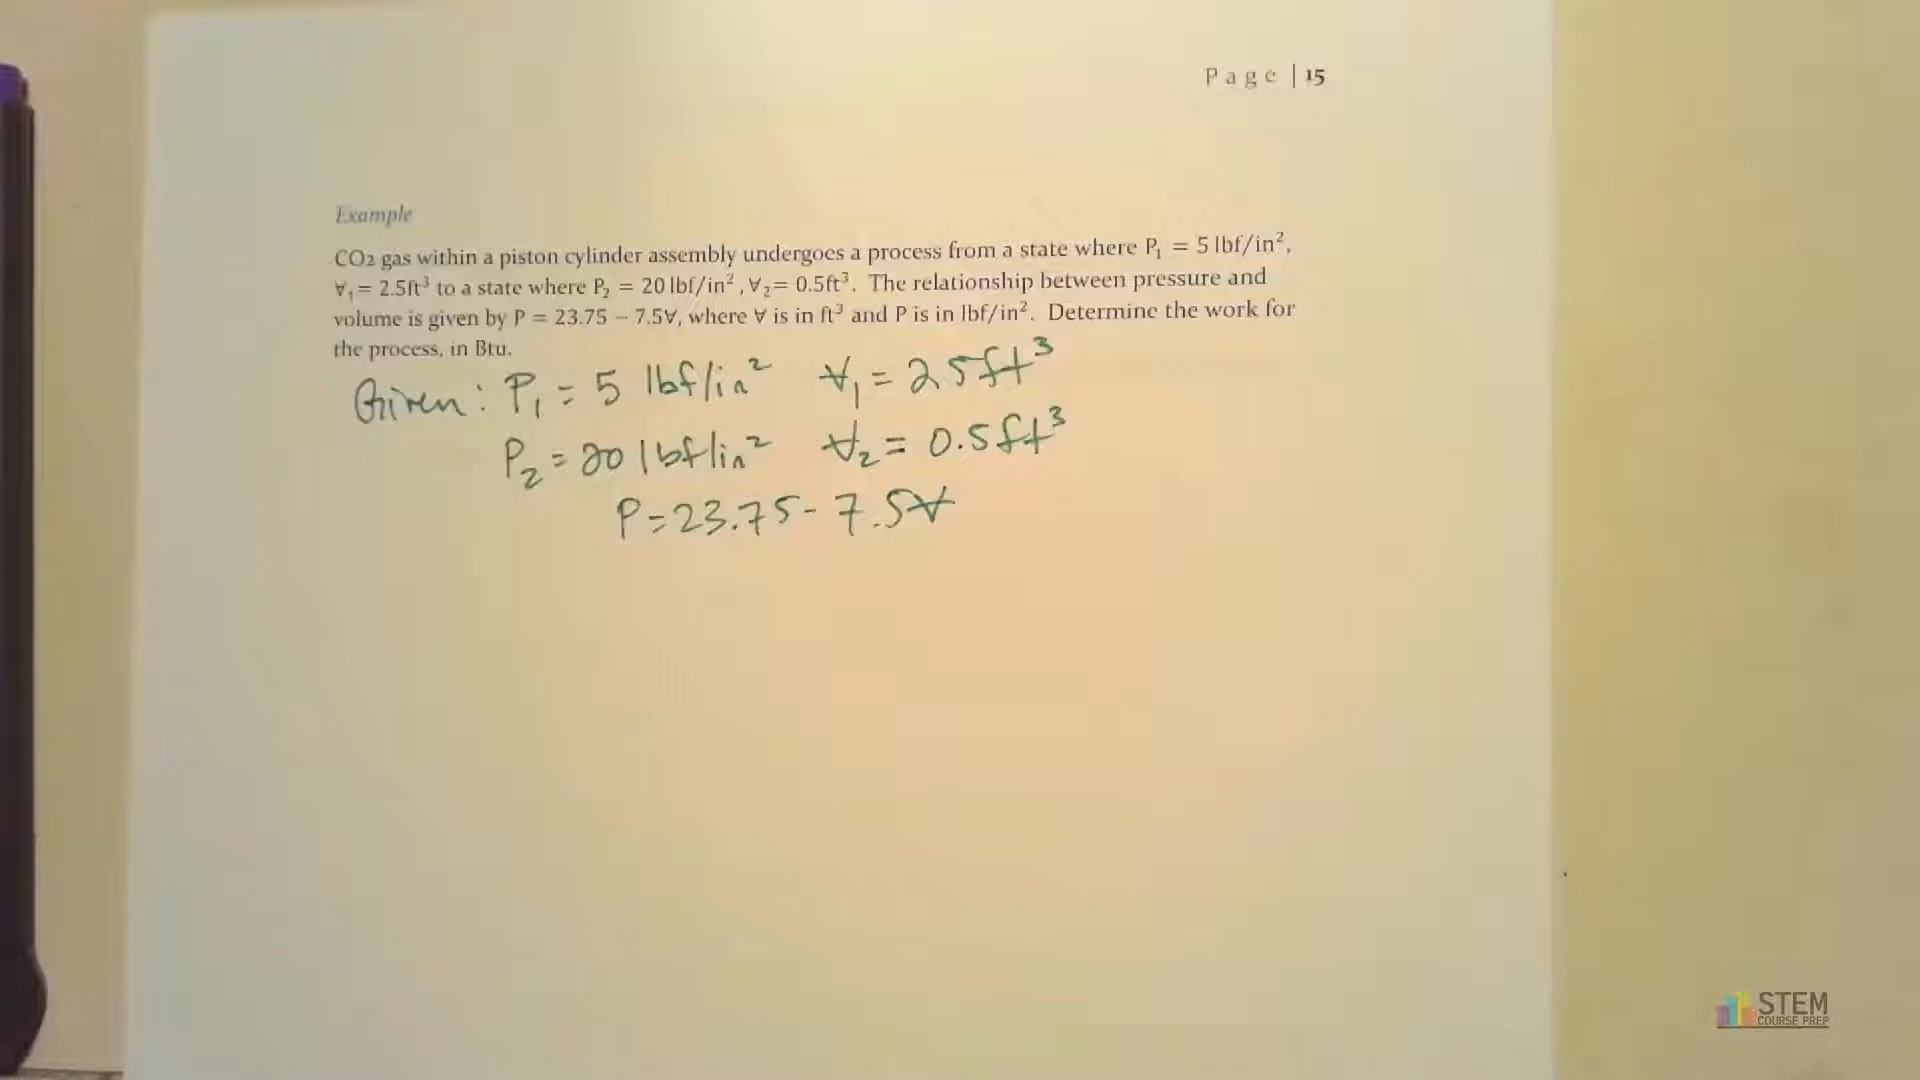 Page | 15
Example
CO2 gas within a piston cylinder assembly undergoes a process from a state where P₁ = 5 lbf/in²,
∀₁= 2.5ft³ to a state where P₂ = 20 lbf/in², ∀₂= 0.5ft³. The relationship between pressure and
volume is given by P = 23.75 − 7.5∀, where ∀ is in ft³ and P is in lbf/in². Determine the work for
the process, in Btu.
Given: P₁ = 5 lbf/in² ∀₁ = 2.5ft³
P₂ = 20 lbf/in² ∀₂ = 0.5ft³
P=23.75- 7.5∀
STEM
COURSE PREP